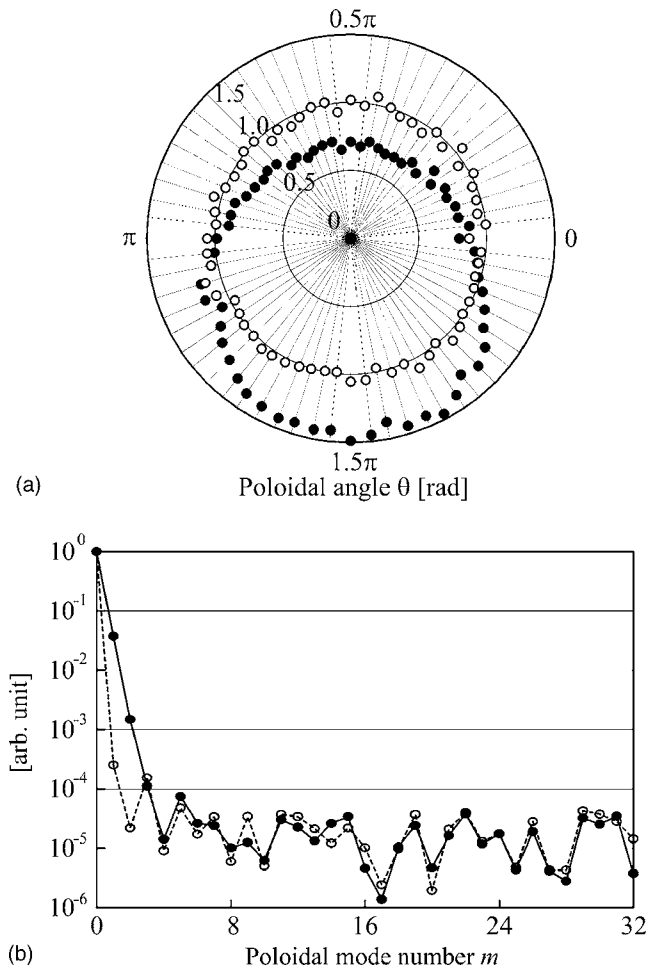 0.5π
1.5
1.0
0.5
0
π
0
1.5π
(a)
Poloidal angle θ [rad]
10^0
10^-1
10^-2
10^-3
10^-4
10^-5
10^-6
[arb. unit]
0
8
16
24
32
(b)
Poloidal mode number m